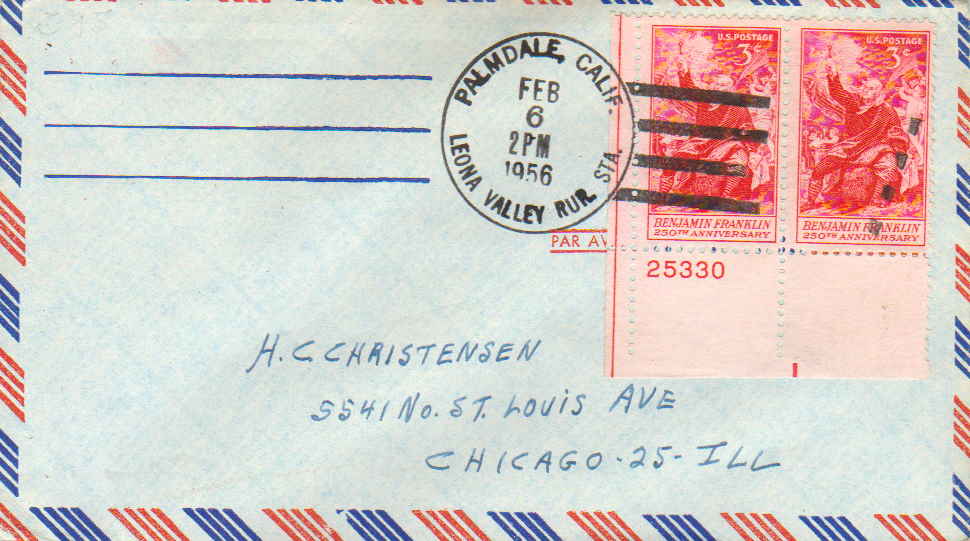 PALMDALE, CALIF.
FEB
6
2PM
1956
LEONA VALLEY RUR. STA.
U.S. POSTAGE
3¢
BENJAMIN FRANKLIN
250TH ANNIVERSARY
U.S. POSTAGE
3¢
BENJAMIN FRANKLIN
250TH ANNIVERSARY
PAR AV
25330
H. C. CHRISTENSEN
5541 No. ST. LOUIS AVE
CHICAGO-25-ILL